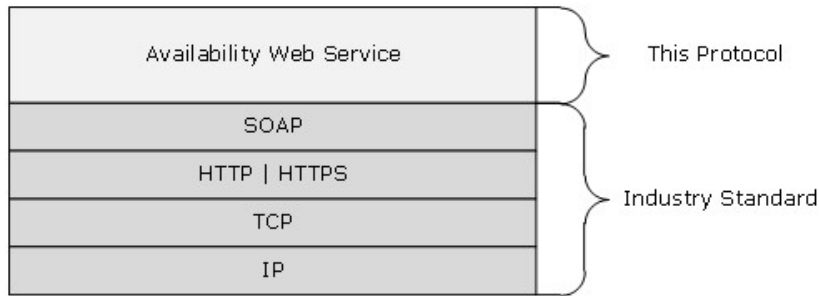 Availability Web Service
This Protocol
SOAP
HTTP | HTTPS
Industry Standard
TCP
IP